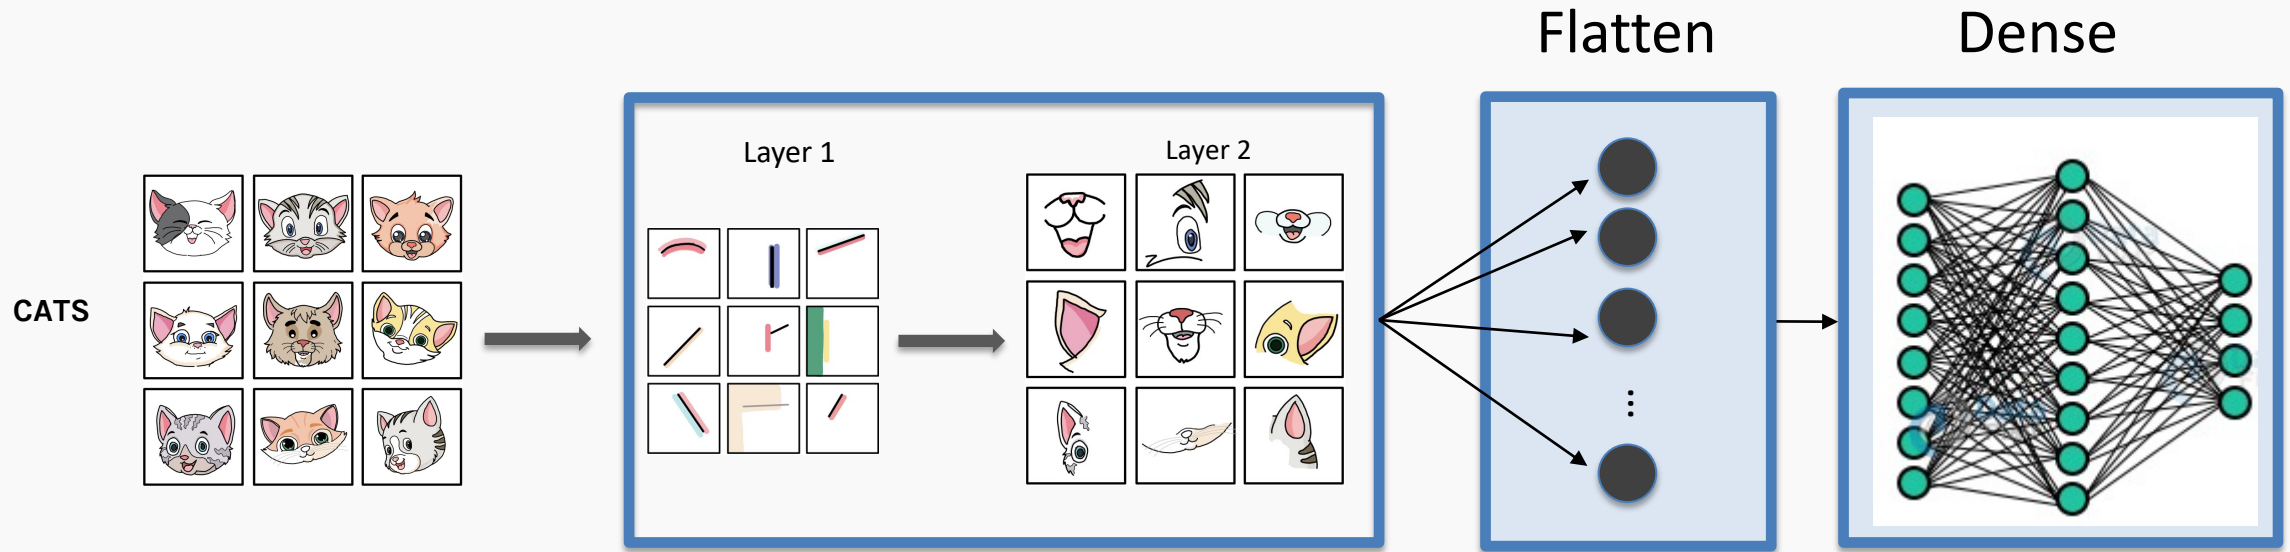 Flatten
Dense
Layer 1
Layer 2
CATS
⋮